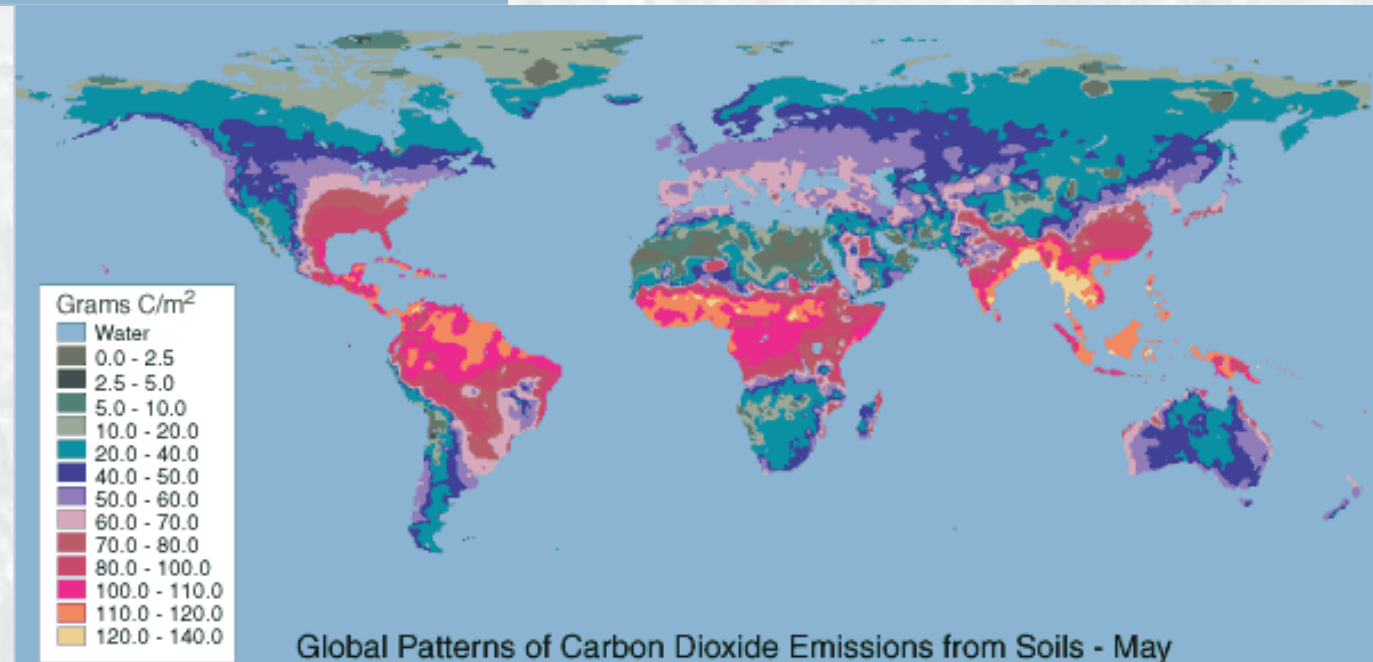 Grams C/m²
Water
0.0 - 2.5
2.5 - 5.0
5.0 - 10.0
10.0 - 20.0
20.0 - 40.0
40.0 - 50.0
50.0 - 60.0
60.0 - 70.0
70.0 - 80.0
80.0 - 100.0
100.0 - 110.0
110.0 - 120.0
120.0 - 140.0
Global Patterns of Carbon Dioxide Emissions from Soils - May